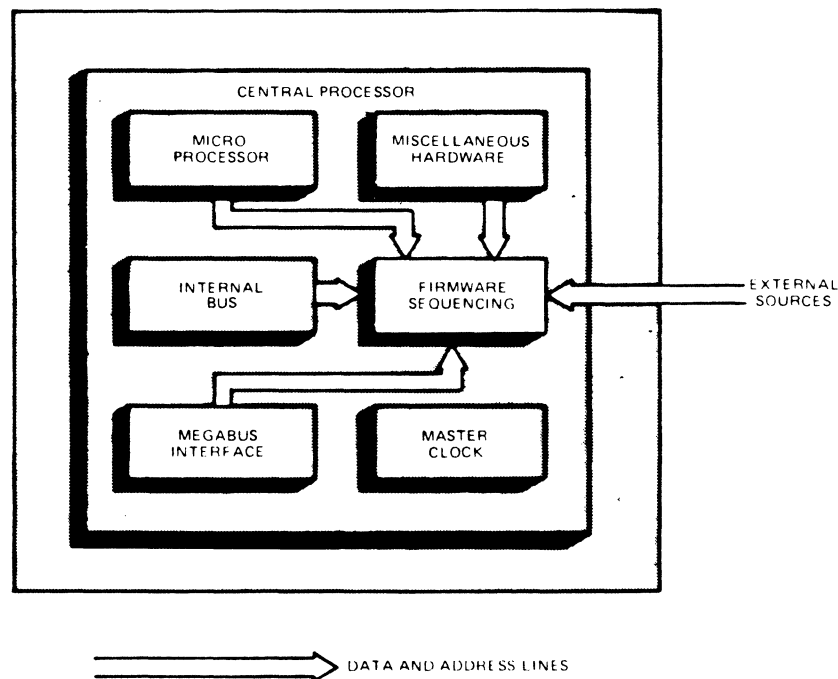 CENTRAL PROCESSOR
MICRO
PROCESSOR
MISCELLANEOUS
HARDWARE
INTERNAL
BUS
FIRMWARE
SEQUENCING
EXTERNAL
SOURCES
MEGABUS
INTERFACE
MASTER
CLOCK
DATA AND ADDRESS LINES